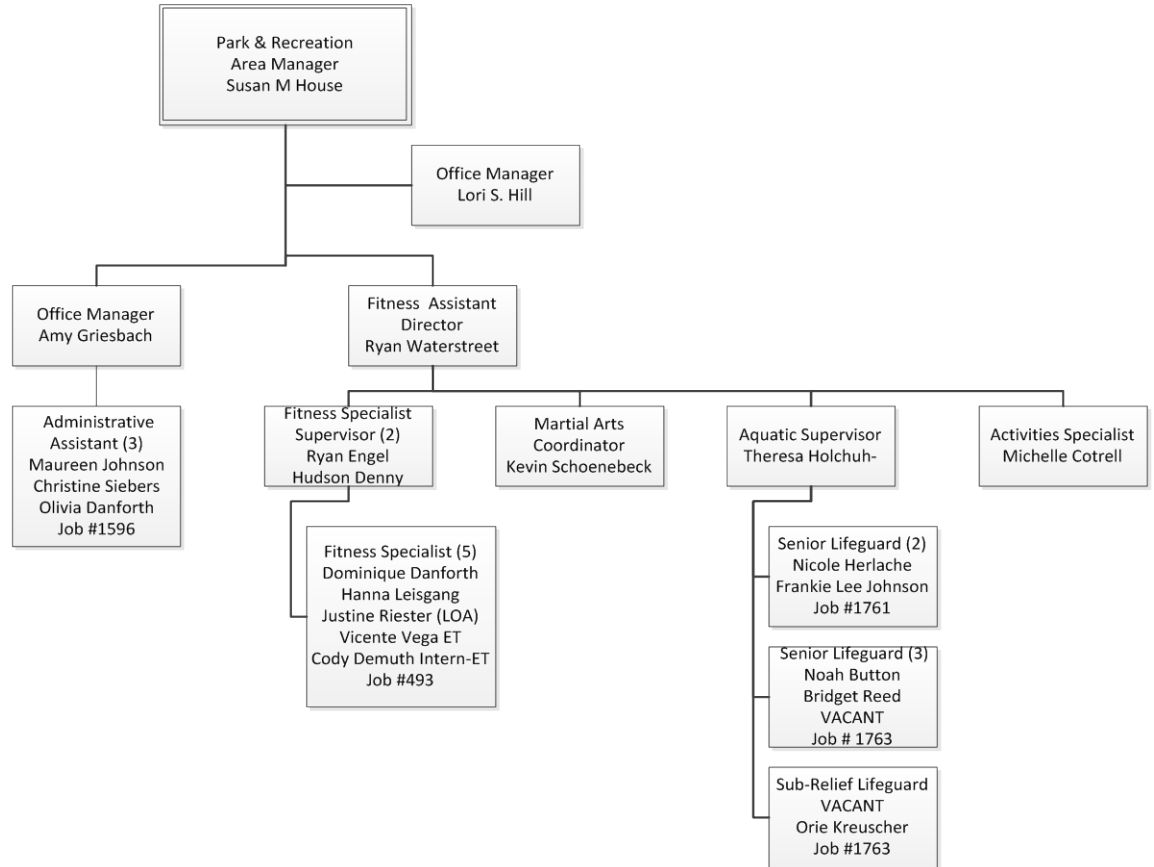 Park & Recreation
Area Manager
Susan M House
Office Manager
Lori S. Hill
Office Manager
Amy Griesbach
Fitness  Assistant
Director
Ryan Waterstreet
Administrative
Assistant (3)
Maureen Johnson
Christine Siebers
Olivia Danforth
Job #1596
Fitness Specialist
Supervisor (2)
Ryan Engel
Hudson Denny
Martial Arts
Coordinator
Kevin Schoenebeck
Aquatic Supervisor
Theresa Holchuh-
Activities Specialist
Michelle Cotrell
Fitness Specialist (5)
Dominique Danforth
Hanna Leisgang
Justine Riester (LOA)
Vicente Vega ET
Cody Demuth Intern-ET
Job #493
Senior Lifeguard (2)
Nicole Herlache
Frankie Lee Johnson
Job #1761
Senior Lifeguard (3)
Noah Button
Bridget Reed
VACANT
Job # 1763
Sub-Relief Lifeguard
VACANT
Orie Kreuscher
Job #1763